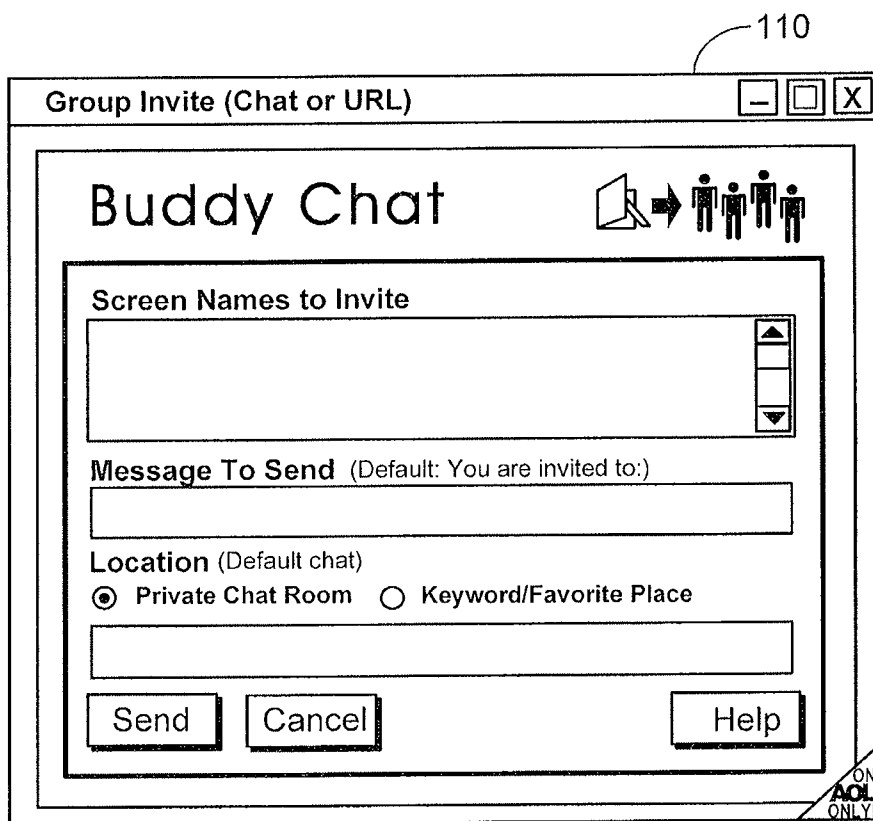 110
Group Invite (Chat or URL)
X
Buddy Chat
Screen Names to Invite
Message To Send (Default: You are invited to:)
Location (Default chat)
Private Chat Room Keyword/Favorite Place
Send Cancel Help
ON
AOL
ONLY